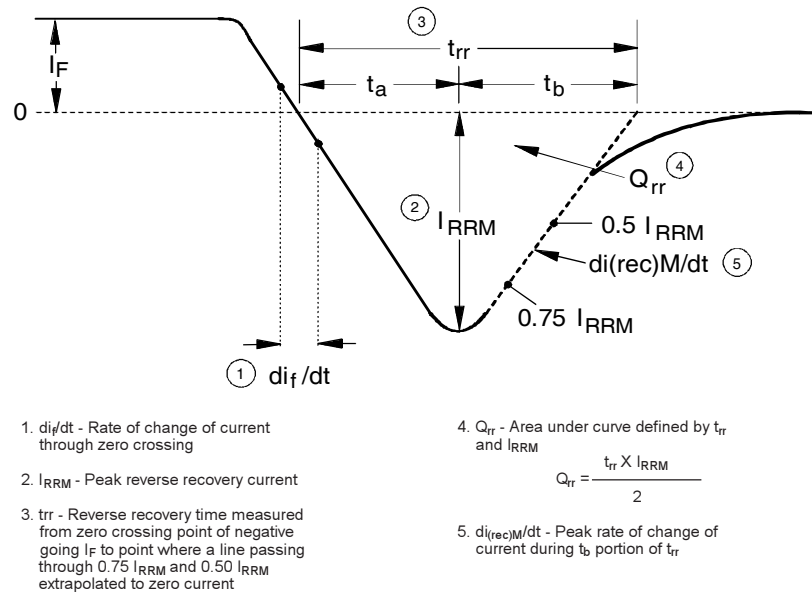 3
trr
IF
ta
tb
0
Qrr 4
2 IRRM
0.5 IRRM
di(rec)M/dt 5
0.75 IRRM
1 dif/dt
1. dif/dt - Rate of change of current
through zero crossing
2. IRRM - Peak reverse recovery current
3. trr - Reverse recovery time measured
from zero crossing point of negative
going IF to point where a line passing
through 0.75 IRRM and 0.50 IRRM
extrapolated to zero current
4. Qrr - Area under curve defined by trr
and IRRM
Qrr = trr X IRRM
2
5. di(rec)M/dt - Peak rate of change of
current during tb portion of trr